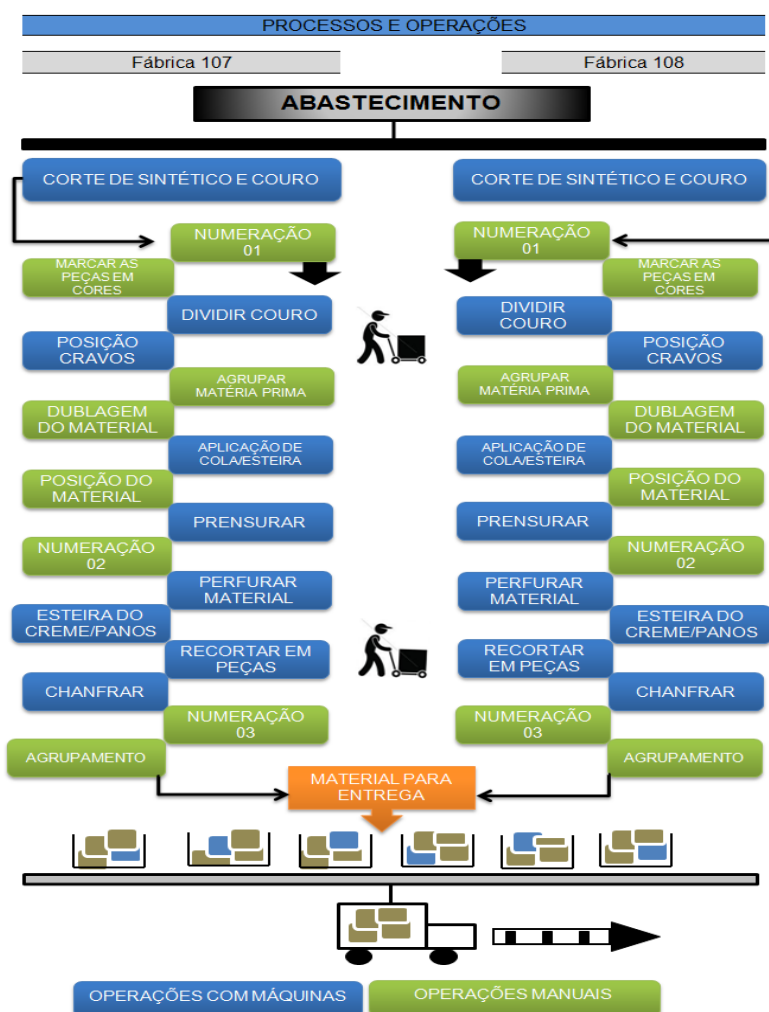 PROCESSOS E OPERAÇÕES
Fábrica 107
Fábrica 108
ABASTECIMENTO
CORTE DE SINTÉTICO E COURO
CORTE DE SINTÉTICO E COURO
NUMERAÇÃO
01
NUMERAÇÃO
01
MARCAR AS
PEÇAS EM
CORES
MARCAR AS
PEÇAS EM
CORES
DIVIDIR COURO
DIVIDIR
COURO
POSIÇÃO
CRAVOS
POSIÇÃO
CRAVOS
AGRUPAR
MATÉRIA PRIMA
AGRUPAR
MATÉRIA PRIMA
DUBLAGEM
DO MATERIAL
DUBLAGEM
DO MATERIAL
APLICAÇÃO DE
COLA/ESTEIRA
APLICAÇÃO DE
COLA/ESTEIRA
POSIÇÃO DO
MATERIAL
POSIÇÃO DO
MATERIAL
PRENSURAR
PRENSURAR
NUMERAÇÃO
02
NUMERAÇÃO
02
PERFURAR
MATERIAL
PERFURAR
MATERIAL
ESTEIRA DO
CREME/PANOS
ESTEIRA DO
CREME/PANOS
RECORTAR EM
PEÇAS
RECORTAR
EM PEÇAS
CHANFRAR
CHANFRAR
NUMERAÇÃO
03
NUMERAÇÃO
03
AGRUPAMENTO
AGRUPAMENTO
MATERIAL PARA
ENTREGA
OPERAÇÕES COM MÁQUINAS
OPERAÇÕES MANUAIS